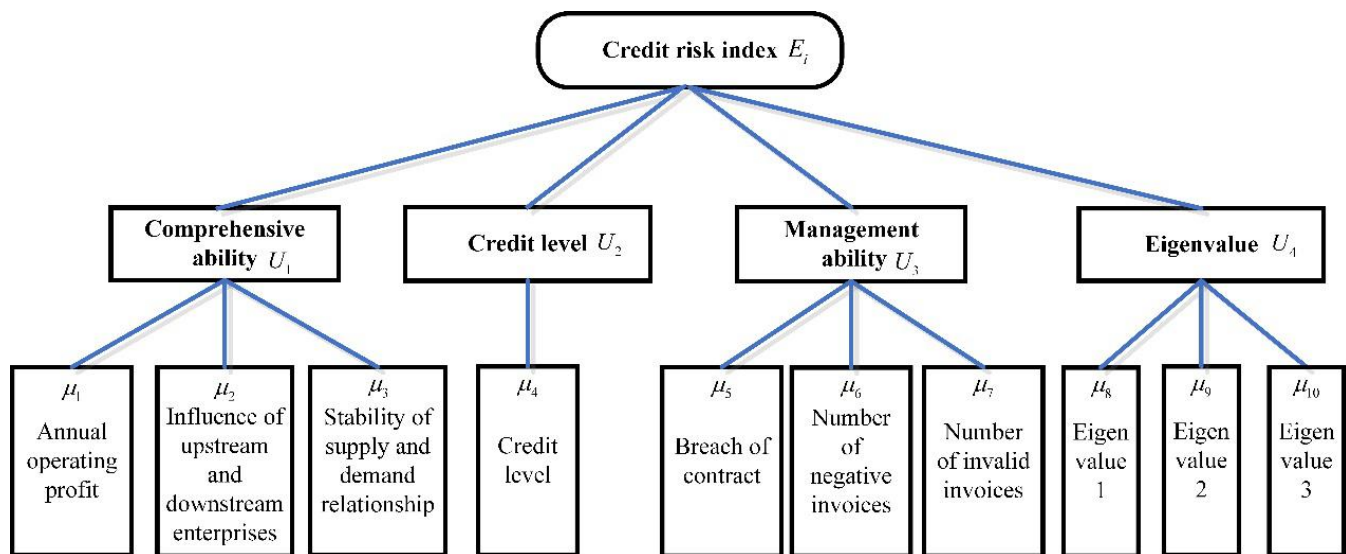 Credit risk index E_i
Comprehensive
ability U_1
Credit level U_2
Management
ability U_3
Eigenvalue U_4
μ_1
Annual
operating
profit
μ_2
Influence of
upstream
and
downstream
enterprises
μ_3
Stability of
supply and
demand
relationship
μ_4
Credit
level
μ_5
Breach of
contract
μ_6
Number
of
negative
invoices
μ_7
Number
of invalid
invoices
μ_8
Eigen
value
1
μ_9
Eigen
value
2
μ_10
Eigen
value 3